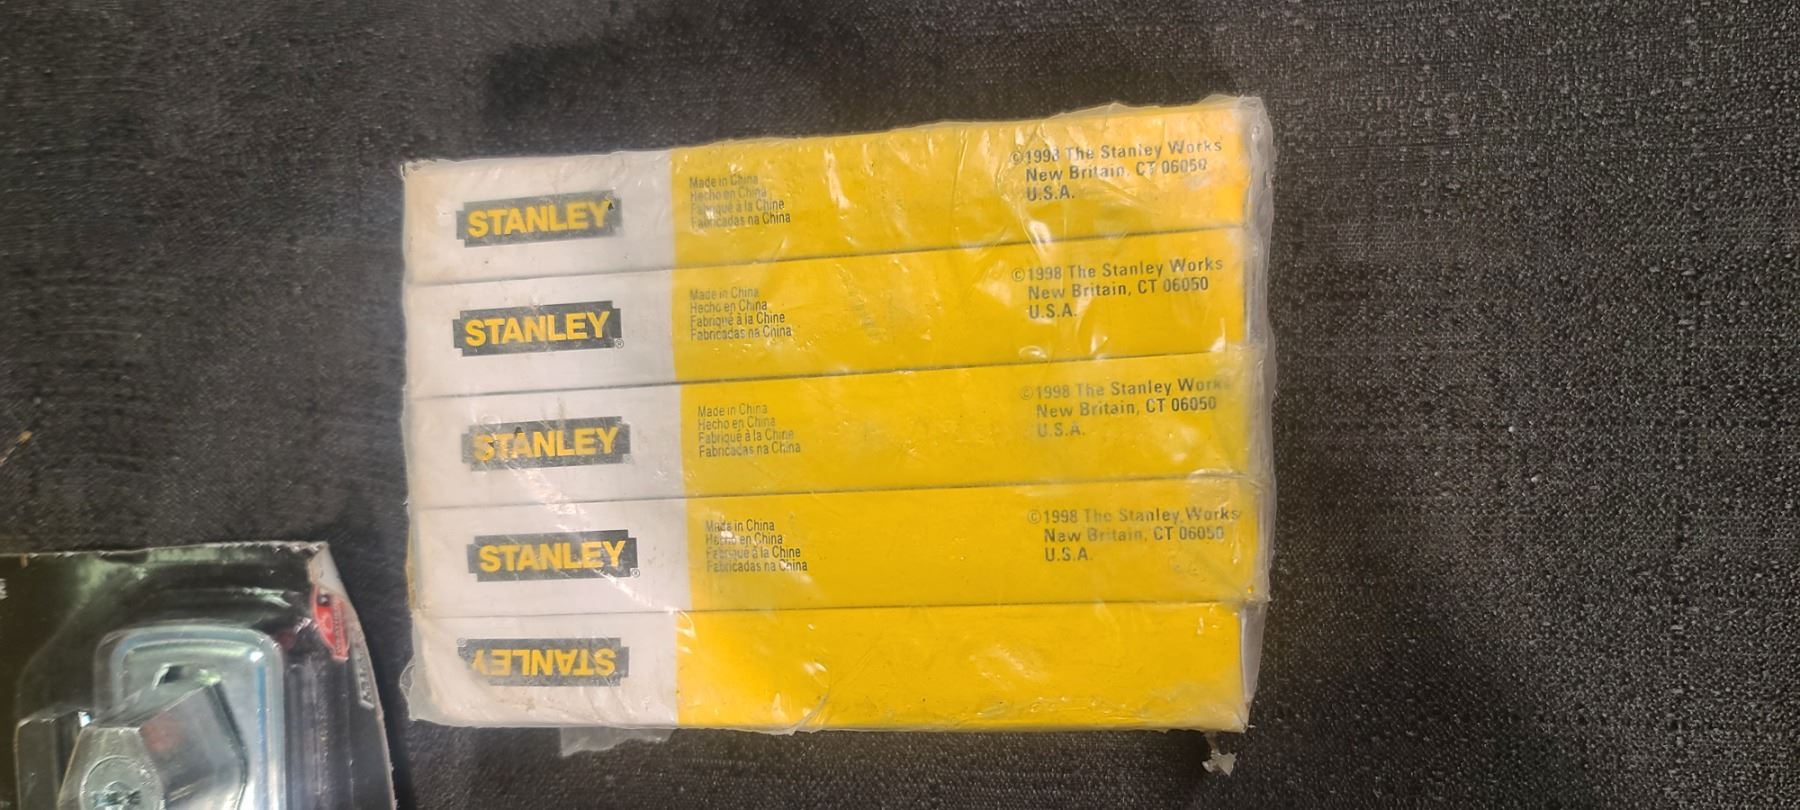 STANLEY
Made in China
Hecho en China
Fabriqué à la Chine
Fabricadas na China
©1998 The Stanley Works
New Britain, CT 06050
U.S.A.
STANLEY®
Made in China
Hecho en China
Fabriqué à la Chine
Fabricadas na China
©1998 The Stanley Works
New Britain, CT 06050
U.S.A.
STANLEY
Made in China
Hecho en China
Fabriqué à la Chine
Fabricadas na China
©1998 The Stanley Works
New Britain, CT 06050
U.S.A.
STANLEY®
Made in China
Hecho en China
Fabriqué à la Chine
Fabricadas na China
©1998 The Stanley Works
New Britain, CT 06050
U.S.A.
STANLEY®